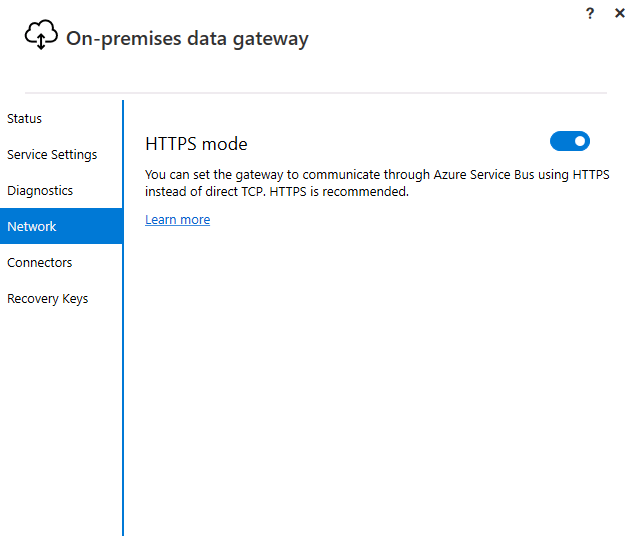 ? ×
On-premises data gateway
Status
Service Settings
Diagnostics
Network
Connectors
Recovery Keys
HTTPS mode
You can set the gateway to communicate through Azure Service Bus using HTTPS
instead of direct TCP. HTTPS is recommended.
Learn more